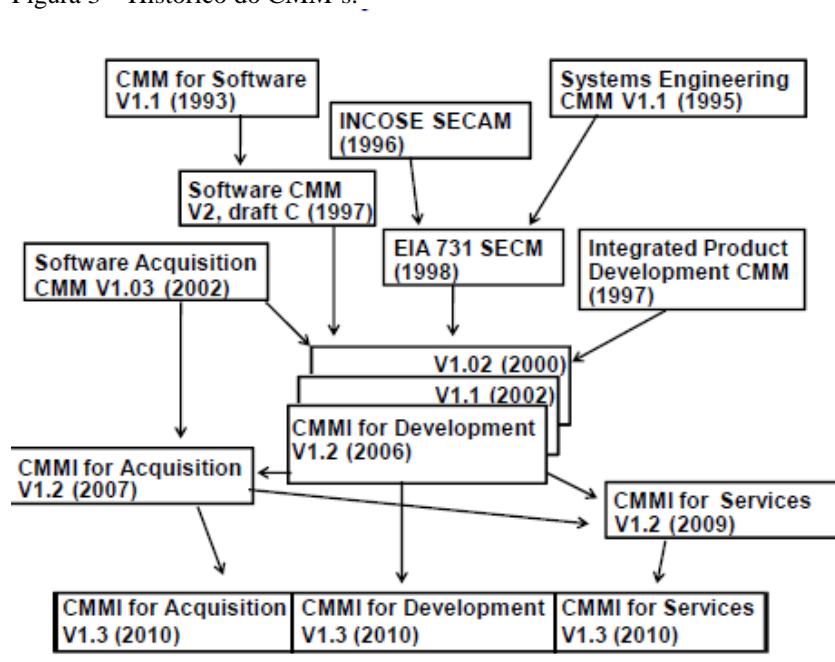 Figura 3 – Histórico do CMM's.
CMM for Software
V1.1 (1993)
Systems Engineering
CMM V1.1 (1995)
INCOSE SECAM
(1996)
Software CMM
V2, draft C (1997)
EIA 731 SECM
(1998)
Integrated Product
Development CMM
(1997)
Software Acquisition
CMM V1.03 (2002)
V1.02 (2000)
V1.1 (2002)
CMMI for Development
V1.2 (2006)
CMMI for Acquisition
V1.2 (2007)
CMMI for Services
V1.2 (2009)
CMMI for Acquisition
V1.3 (2010)
CMMI for Development
V1.3 (2010)
CMMI for Services
V1.3 (2010)